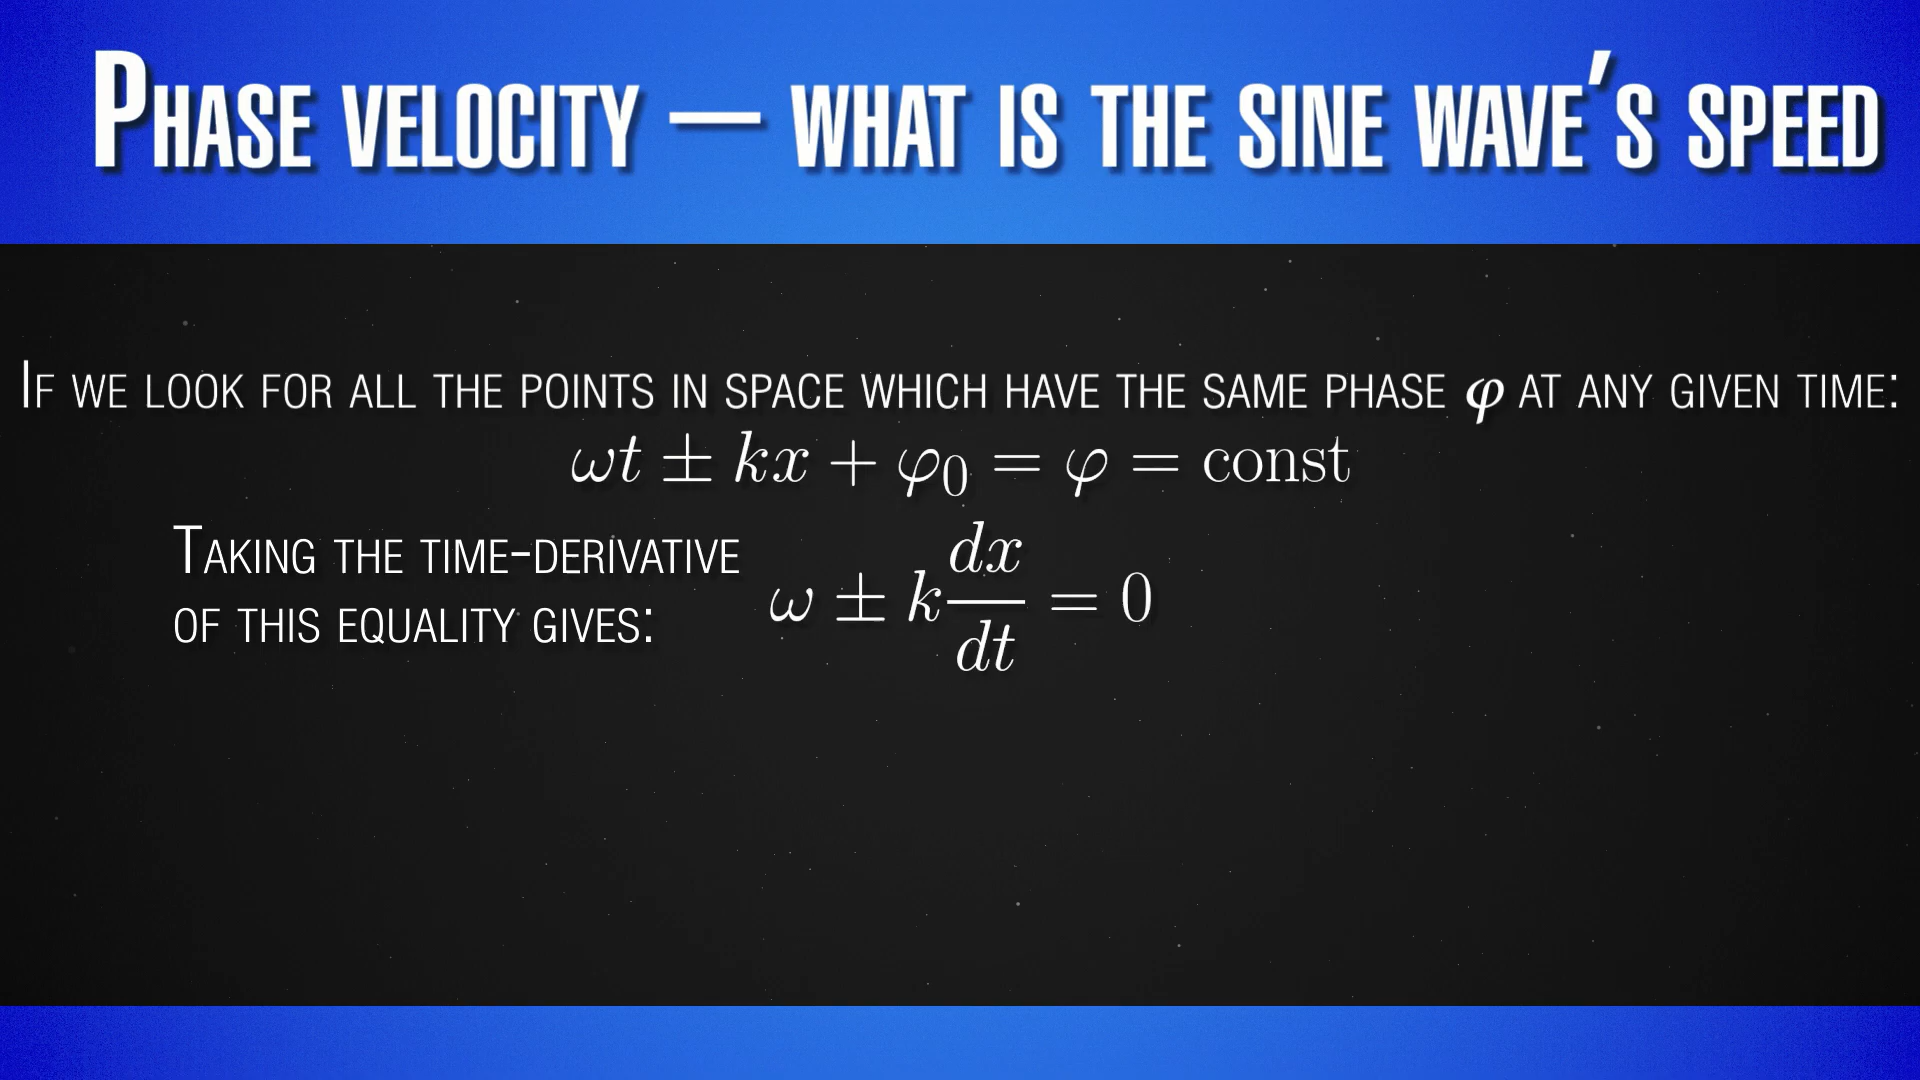 Phase velocity — what is the sine wave's speed
If we look for all the points in space which have the same phase φ at any given time:
ωt ± kx + φ₀ = φ = const
Taking the time-derivative
of this equality gives:
ω ± k dx/dt = 0